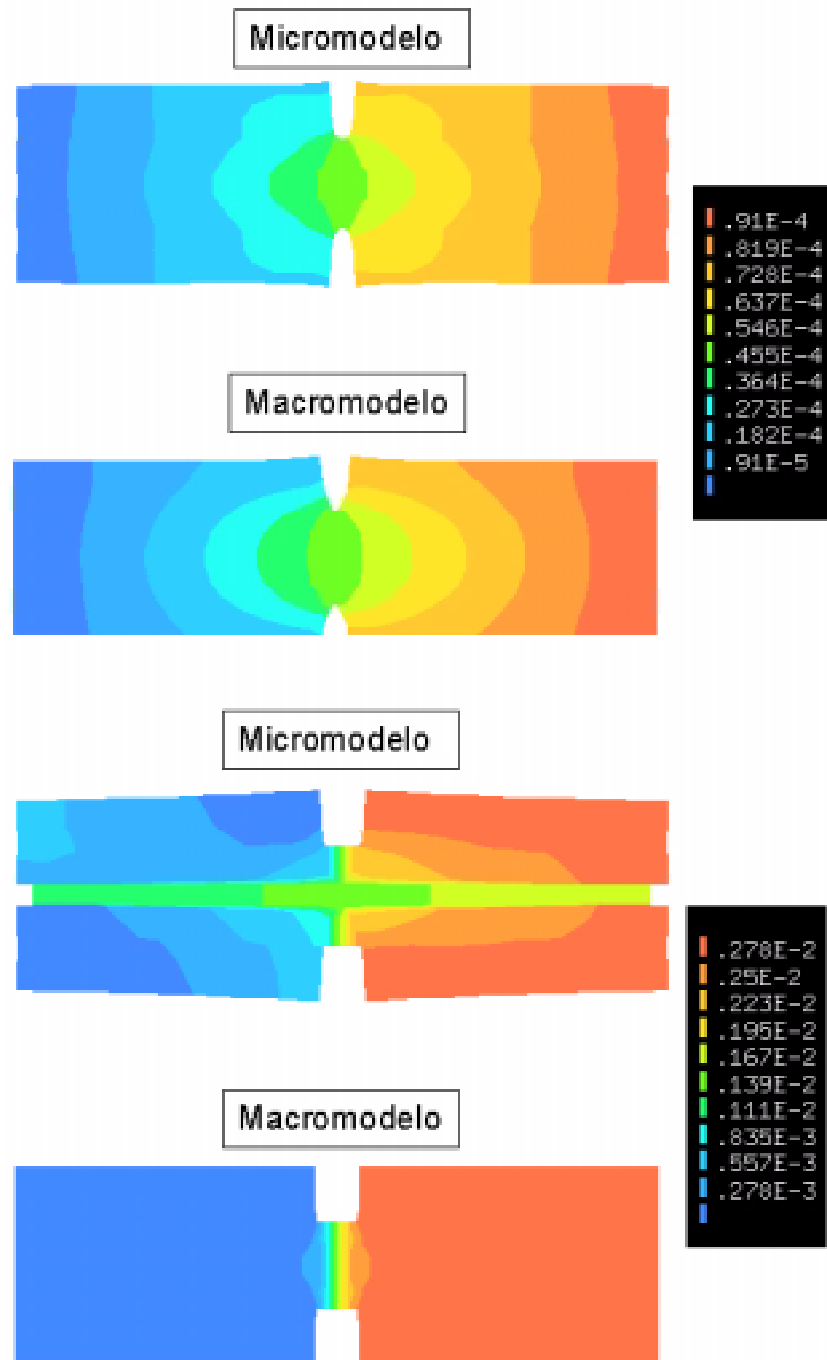 Micromodelo
.91E-4
.819E-4
.728E-4
.637E-4
.546E-4
.455E-4
.364E-4
.273E-4
.182E-4
.91E-5
Macromodelo
Micromodelo
.278E-2
.25E-2
.223E-2
.195E-2
.167E-2
.139E-2
.111E-2
.835E-3
.557E-3
.278E-3
Macromodelo